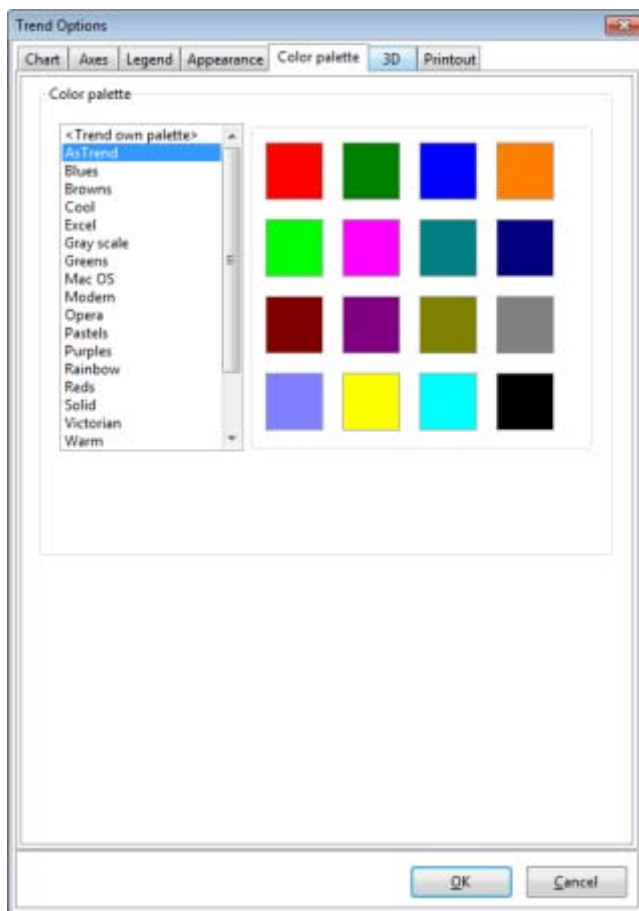 Trend Options
Chart Axes Legend Appearance Color palette 3D Printout
Color palette
<Trend own palette>
AsTrend
Blues
Browns
Cool
Excel
Gray scale
Greens
Mac OS
Modern
Opera
Pastels
Purples
Rainbow
Reds
Solid
Victorian
Warm
OK Cancel